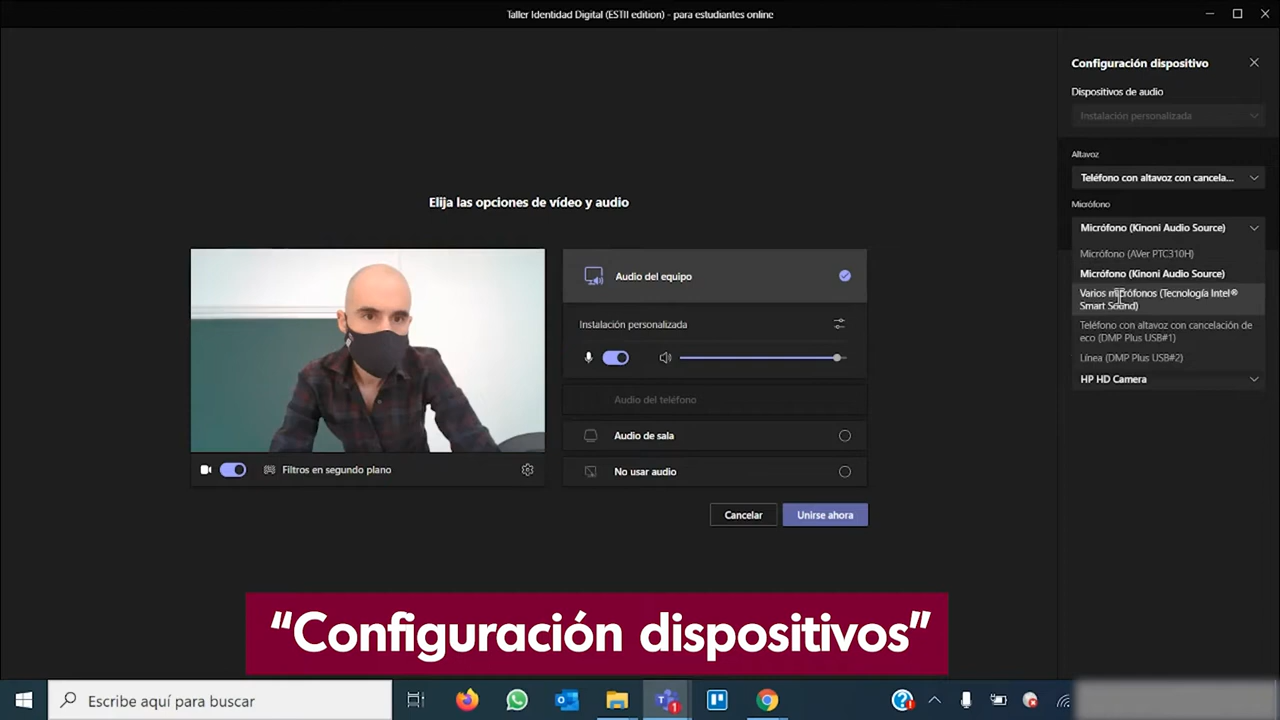 Taller Identidad Digital (ESTII edition) - para estudiantes online
Configuración dispositivo
Dispositivos de audio
Instalación personalizada
Altavoz
Teléfono con altavoz con cancela...
Micrófono
Micrófono (Kinoni Audio Source)
Micrófono (AVer PTC310H)
Micrófono (Kinoni Audio Source)
Varios micrófonos (Tecnología Intel®
Smart Sound)
Teléfono con altavoz con cancelación de
eco (DMP Plus USB#1)
Línea (DMP Plus USB#2)
HP HD Camera
Elija las opciones de vídeo y audio
Audio del equipo
Instalación personalizada
Audio del teléfono
Audio de sala
No usar audio
Filtros en segundo plano
Cancelar
Unirse ahora
“Configuración dispositivos”
Escribe aquí para buscar